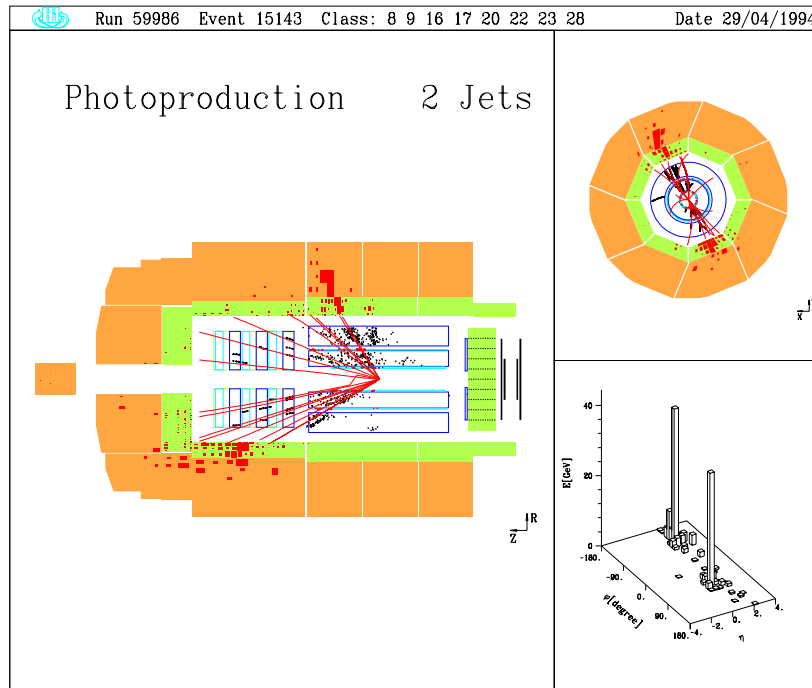 Run 59986 Event 15143 Class: 8 9 16 17 20 22 23 28 Date 29/04/1994
Photoproduction 2 Jets
X
R
Z
E[GeV]
40
20
0
-180.
-90.
0.
90.
180.
φ[degree]
-4.
-2.
0.
2.
4.
η